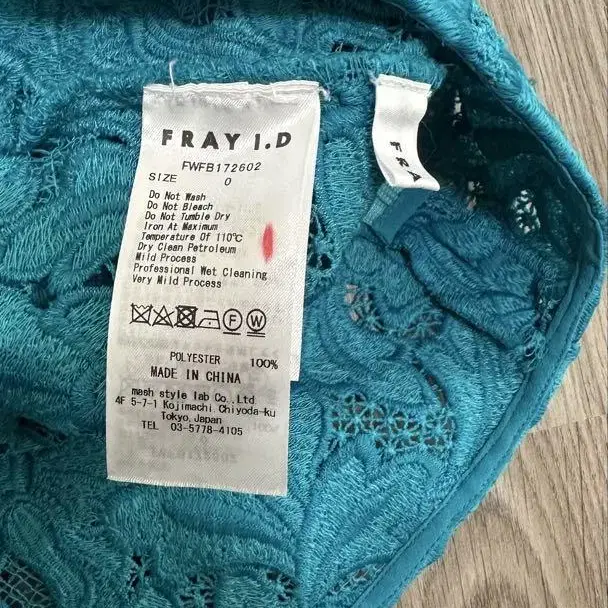 FRAY I.D
FWFB172602
SIZE 0
Do Not Wash
Do Not Bleach
Do Not Tumble Dry
Iron At Maximum
Temperature Of 110℃
Dry Clean Petroleum
Mild Process
Professional Wet Cleaning
Very Mild Process
F W
POLYESTER 100%
MADE IN CHINA
mash style lab Co.,Ltd.
4F 5-7-1 Kojimachi Chiyoda-ku
Tokyo, Japan
TEL 03-5778-4105
FRA